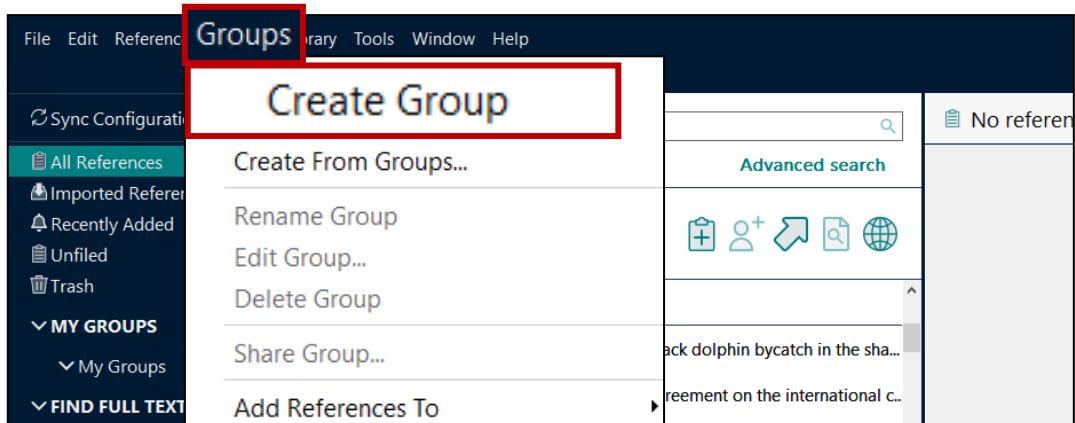 File Edit Referenc Groups rary Tools Window Help
Create Group
Sync Configurati
No referen
All References
Create From Groups...
Advanced search
Imported Referen
Recently Added
Rename Group
Unfiled
Edit Group...
Trash
Delete Group
MY GROUPS
Share Group...
ack dolphin bycatch in the sha...
My Groups
FIND FULL TEXT
Add References To
reement on the international c...